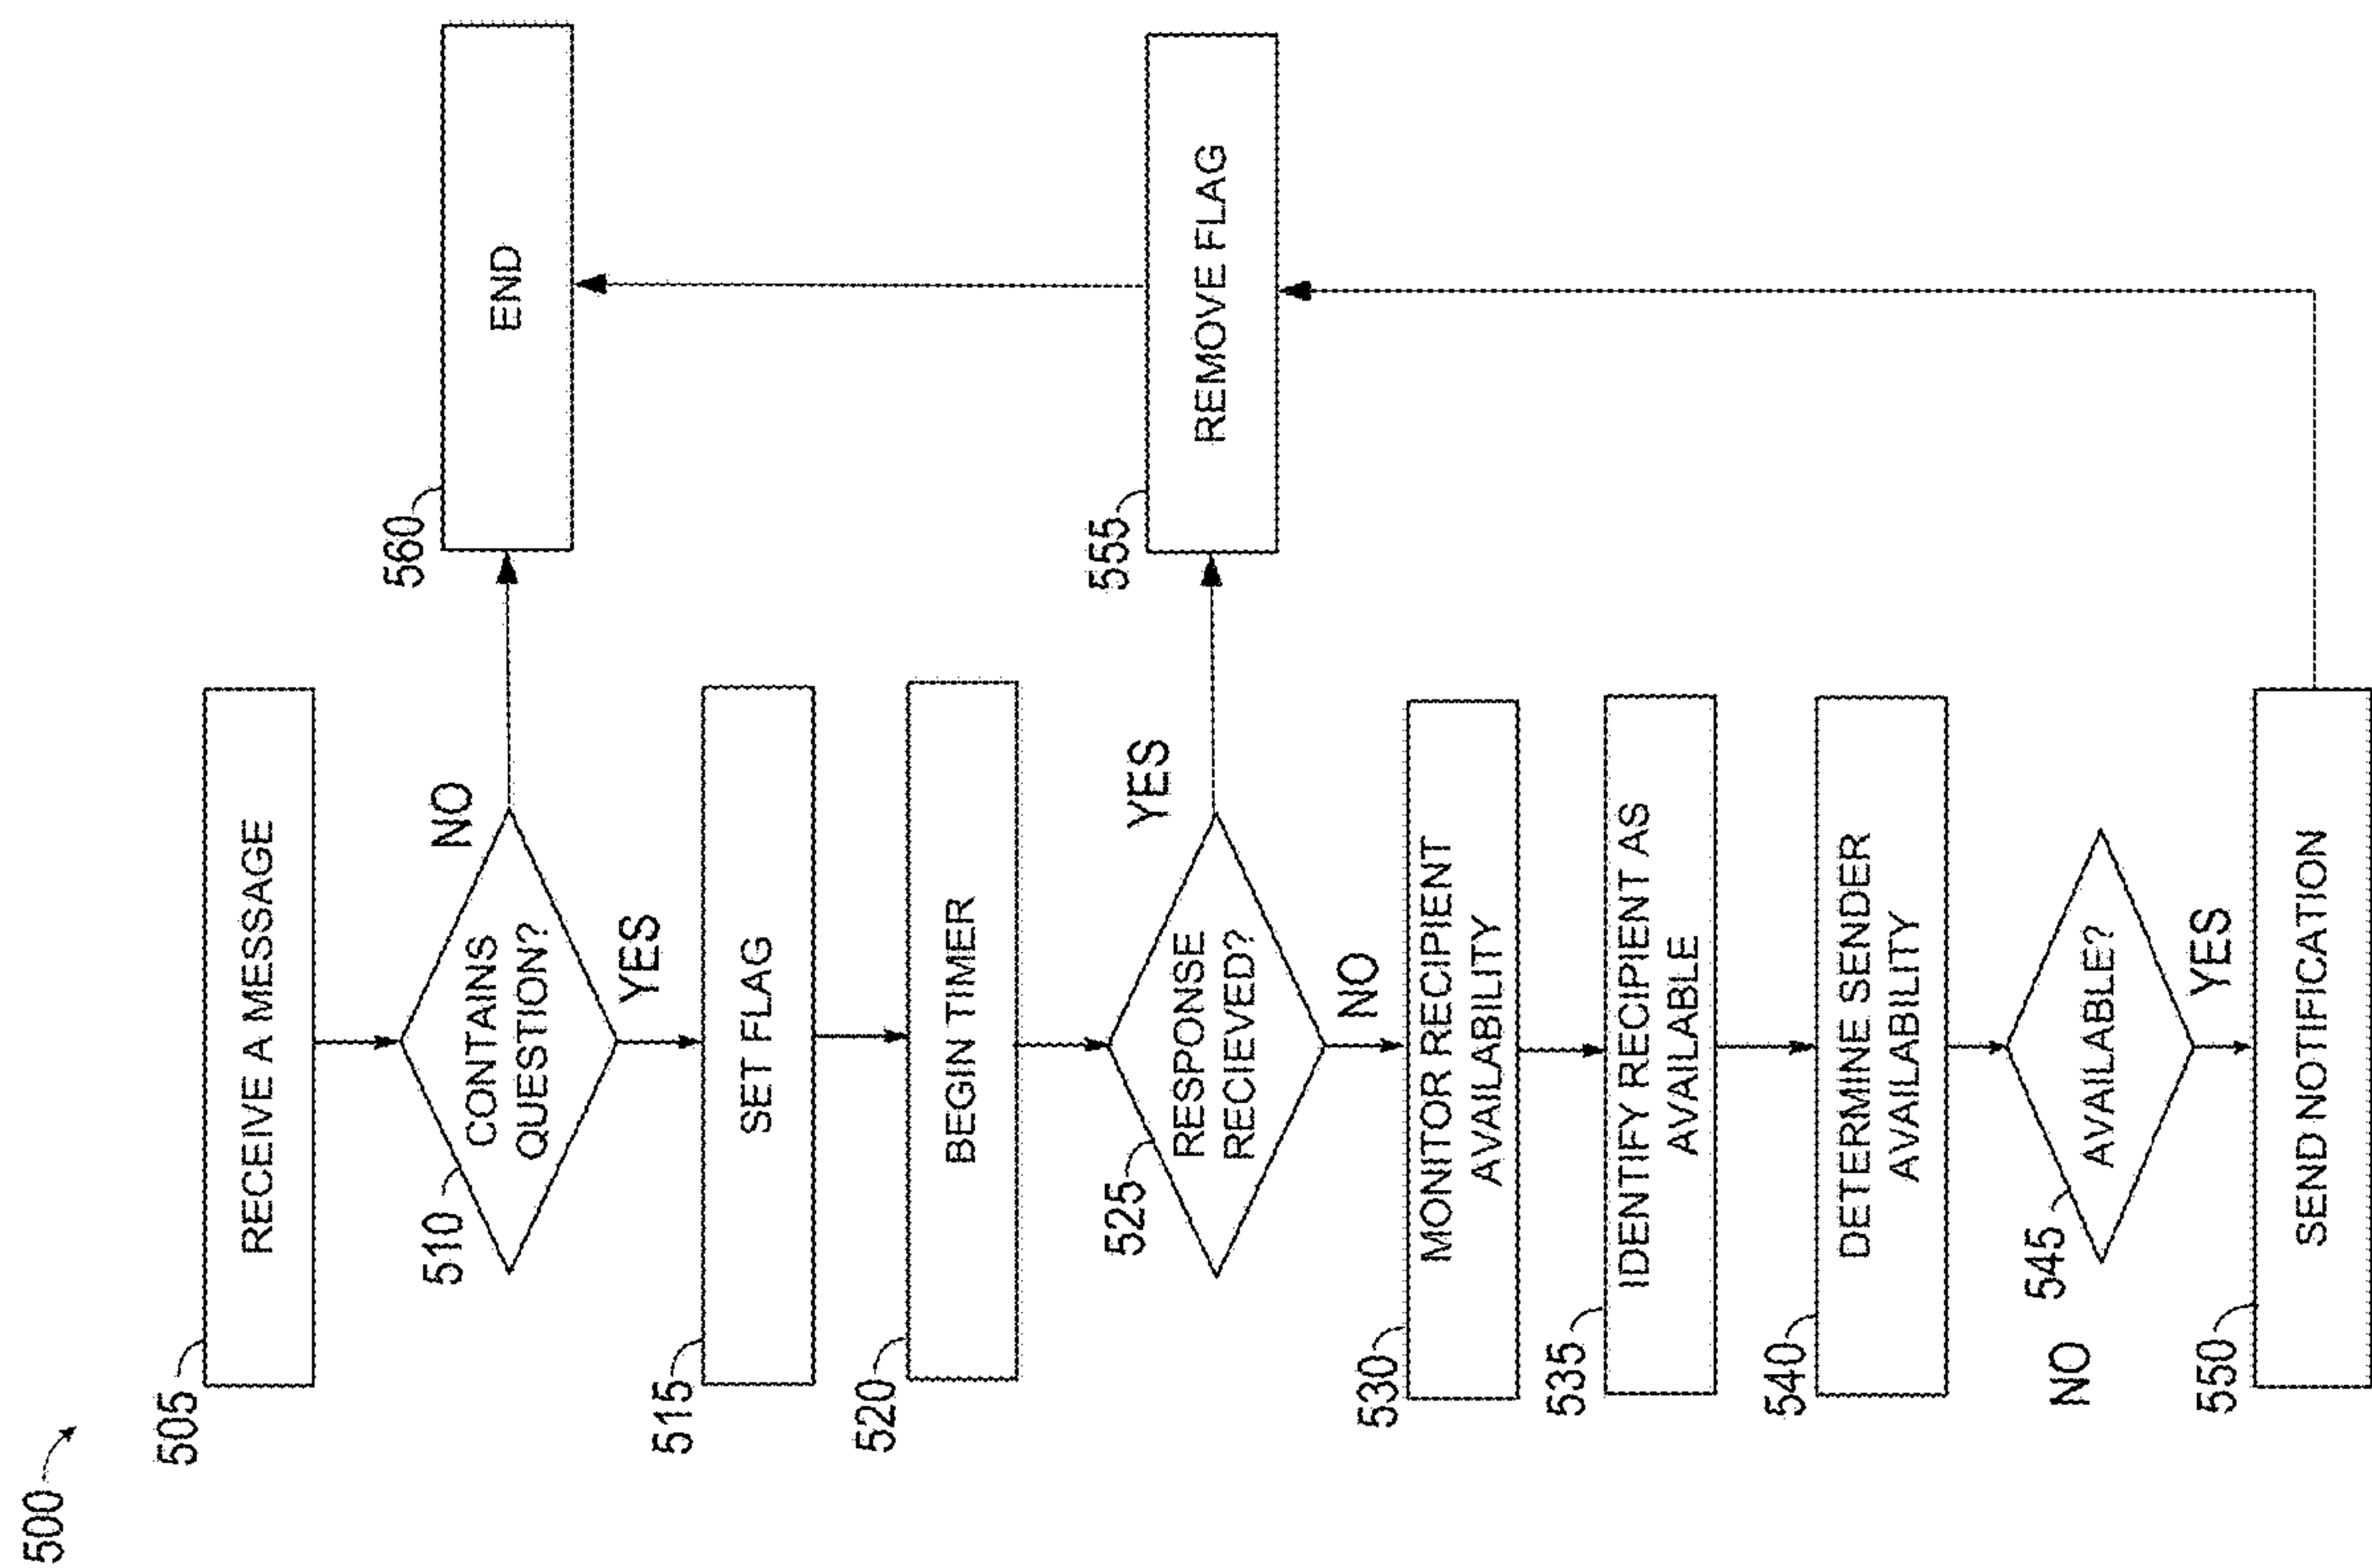 500
505
RECEIVE A MESSAGE
510
CONTAINS
QUESTION?
NO
560
END
YES
515
SET FLAG
520
BEGIN TIMER
525
RESPONSE
RECIEVED?
YES
555
REMOVE FLAG
NO
530
MONITOR RECIPIENT
AVAILABILITY
535
IDENTIFY RECIPIENT AS
AVAILABLE
540
DETERMINE SENDER
AVAILABILITY
545
AVAILABLE?
NO
YES
550
SEND NOTIFICATION